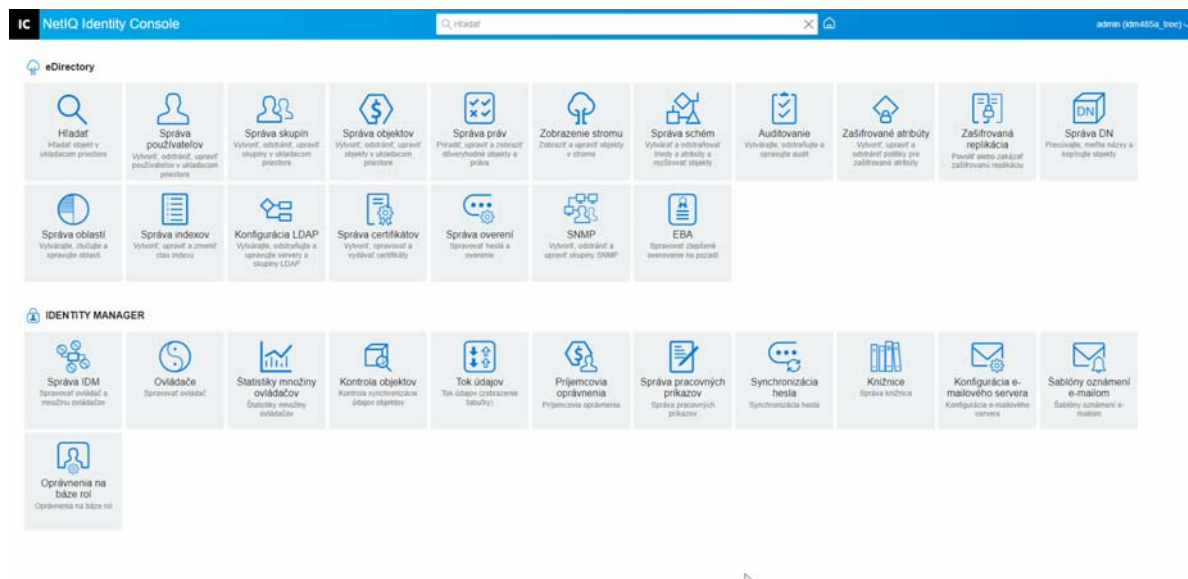 IC NetIQ Identity Console
Hľadať
admin (idm485a_tree)
eDirectory
Hľadať
Hľadať objekt v
ukladacom priestore
Správa
používateľov
Vytvoriť, odstrániť, upraviť
používateľov v ukladacom
priestore
Správa skupín
Vytvoriť, odstrániť, upraviť
skupiny v ukladacom
priestore
Správa objektov
Vytvoriť, odstrániť, upraviť
objekty v ukladacom
priestore
Správa práv
Priradiť, upraviť a zobraziť
dôveryhodné objekty a
práva
Zobrazenie stromu
Zobraziť a upraviť objekty
v strome
Správa schém
Vytvárať a odstraňovať
triedy a atribúty a
rozširovať objekty
Auditovanie
Vytvárajte, odstraňujte a
spravujte audit
Zašifrované atribúty
Vytvoriť, upraviť a
odstrániť politiky pre
zašifrované atribúty
Zašifrovaná
replikácia
Povoliť alebo zakázať
zašifrovanú replikáciu
DN
Správa DN
Presúvajte, meňte názvy a
kopírujte objekty
Správa oblastí
Vytvárajte, zlučujte a
spravujte oblasti
Správa indexov
Vytvoriť, upraviť a zmeniť
stav indexu
Konfigurácia LDAP
Vytvárajte, odstraňujte a
upravujte servery a
skupiny LDAP
Správa certifikátov
Vytvoriť, spravovať a
vydávať certifikáty
Správa overení
Spravovať heslá a
overenie
SNMP
Vytvoriť, odstrániť a
upraviť skupiny SNMP
EBA
Spravovať zlepšené
overovanie na pozadí
IDENTITY MANAGER
Správa IDM
Spravovať ovládač a
množinu ovládačov
Ovládače
Spravovať ovládač
Štatistiky množiny
ovládačov
Štatistiky množiny
ovládačov
Kontrola objektov
Kontrola synchronizácie
údajov objektov
Tok údajov
Tok údajov (zobrazenie
tabuľky)
Príjemcovia
oprávnenia
Príjemcovia oprávnenia
Správa pracovných
príkazov
Správa pracovných
príkazov
Synchronizácia
hesla
Synchronizácia hesla
Knižnice
Správa knižnice
Konfigurácia e-
mailového servera
Konfigurácia e-mailového
servera
Šablóny oznámení
e-mailom
Šablóny oznámení e-
mailom
Oprávnenia na
báze rol
Oprávnenia na báze rol